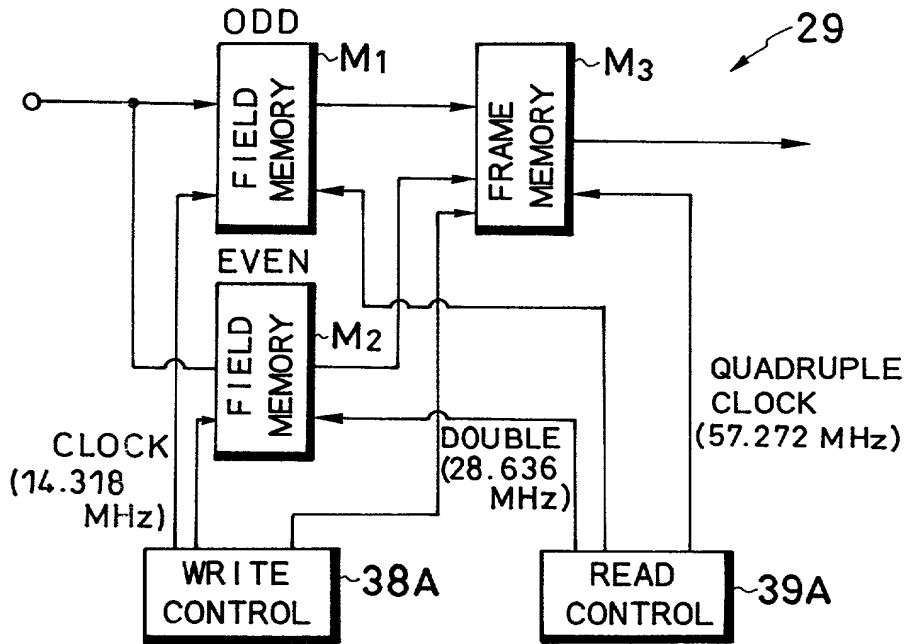 ODD
29
M1
M3
FIELD
MEMORY
FRAME
MEMORY
EVEN
FIELD
MEMORY
M2
QUADRUPLE
CLOCK
(57.272 MHz)
CLOCK
(14.318
MHz)
DOUBLE
(28.636
MHz)
WRITE
CONTROL
38A
READ
CONTROL
39A